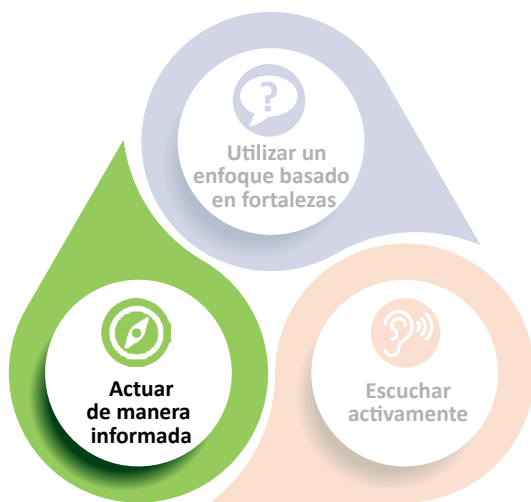 ?
Utilizar un
enfoque basado
en fortalezas
Actuar
de manera
informada
Escuchar
activamente